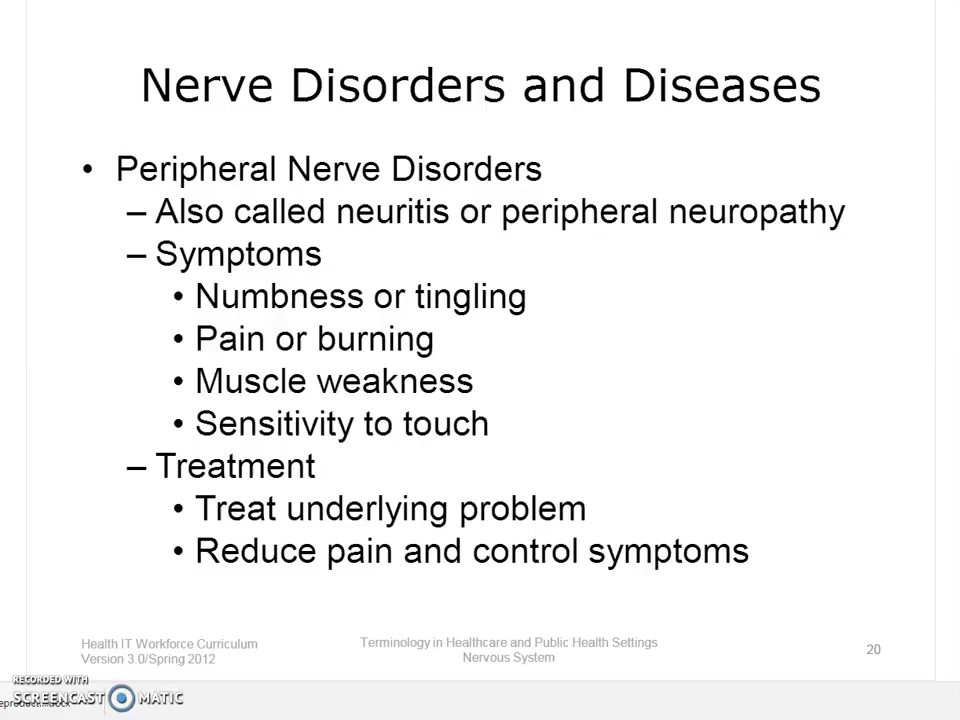 Nerve Disorders and Diseases
• Peripheral Nerve Disorders
– Also called neuritis or peripheral neuropathy
– Symptoms
• Numbness or tingling
• Pain or burning
• Muscle weakness
• Sensitivity to touch
– Treatment
• Treat underlying problem
• Reduce pain and control symptoms
Health IT Workforce Curriculum
Version 3.0/Spring 2012
Terminology in Healthcare and Public Health Settings
Nervous System
20
RECORDED WITH
SCREENCAST MATIC